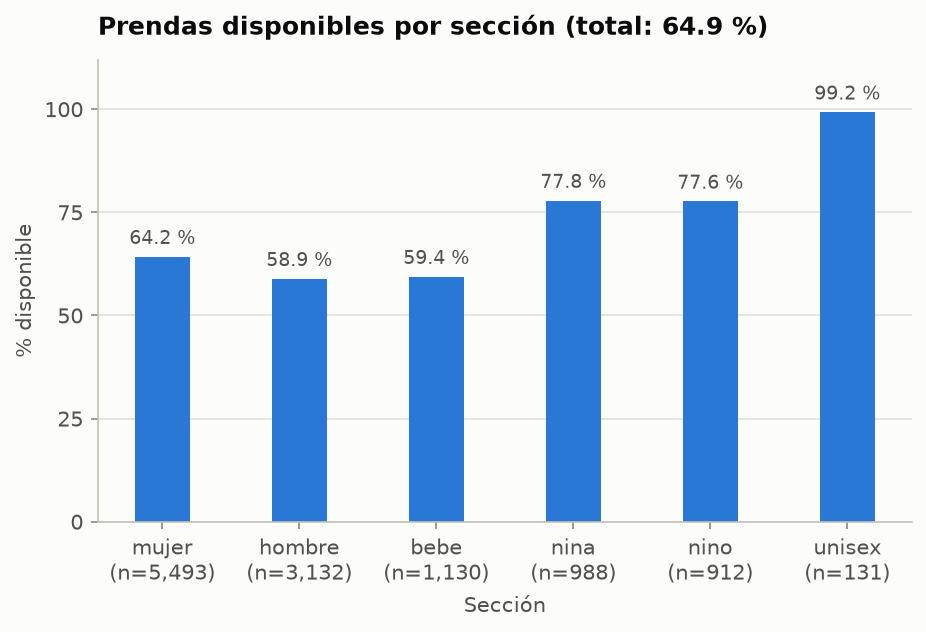 Prendas disponibles por sección (total: 64.9 %)
% disponible
100
75
50
25
0
64.2 %
58.9 %
59.4 %
77.8 %
77.6 %
99.2 %
mujer
(n=5,493)
hombre
(n=3,132)
bebe
(n=1,130)
nina
(n=988)
nino
(n=912)
unisex
(n=131)
Sección